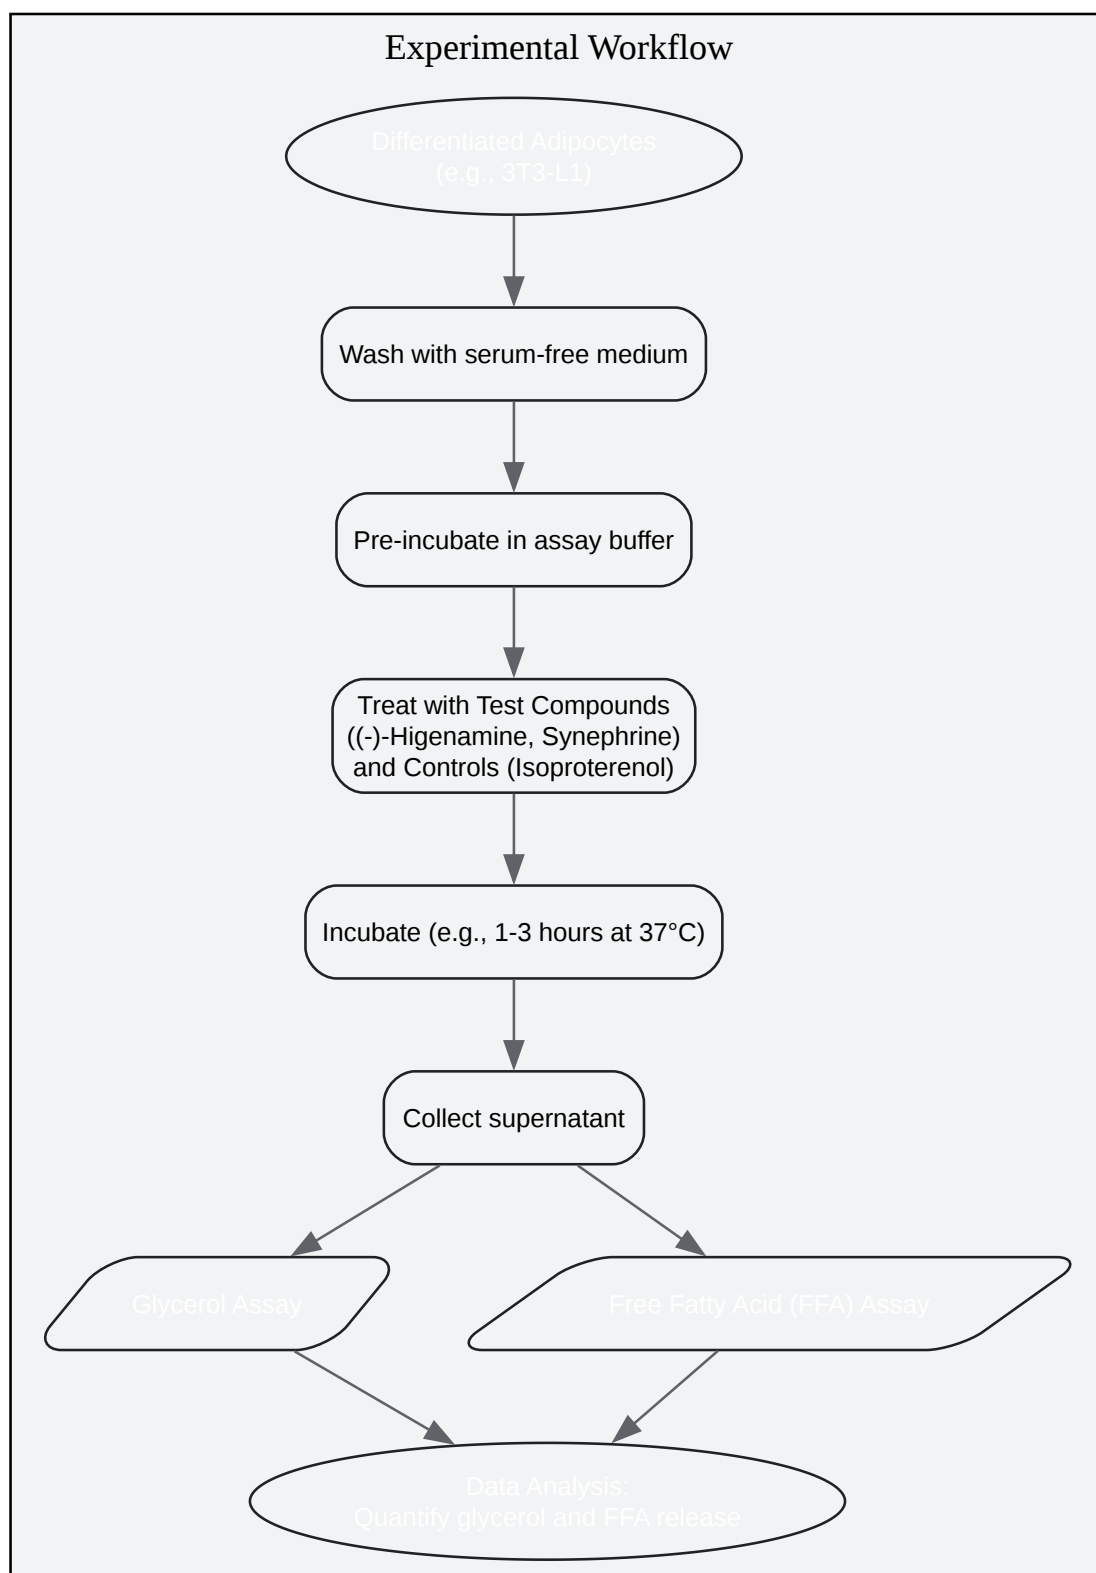 Experimental Workflow
Differentiated Adipocytes
(e.g., 3T3-L1)
Wash with serum-free medium
Pre-incubate in assay buffer
Treat with Test Compounds
((-)-Higenamine, Synephrine)
and Controls (Isoproterenol)
Incubate (e.g., 1-3 hours at 37°C)
Collect supernatant
Glycerol Assay
Free Fatty Acid (FFA) Assay
Data Analysis:
Quantify glycerol and FFA release